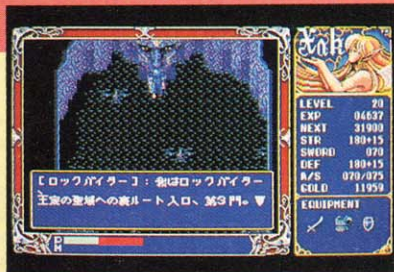 Xak
LEVEL 20
EXP 04637
NEXT 31900
STR 180+15
SWORD 070
DEF 180+15
A/S 070/075
GOLD 11959
EQUIPMENT
[ロックガイラー]：我はロックガイラー
王家の聖域への裏ルート入口、第3門。▼